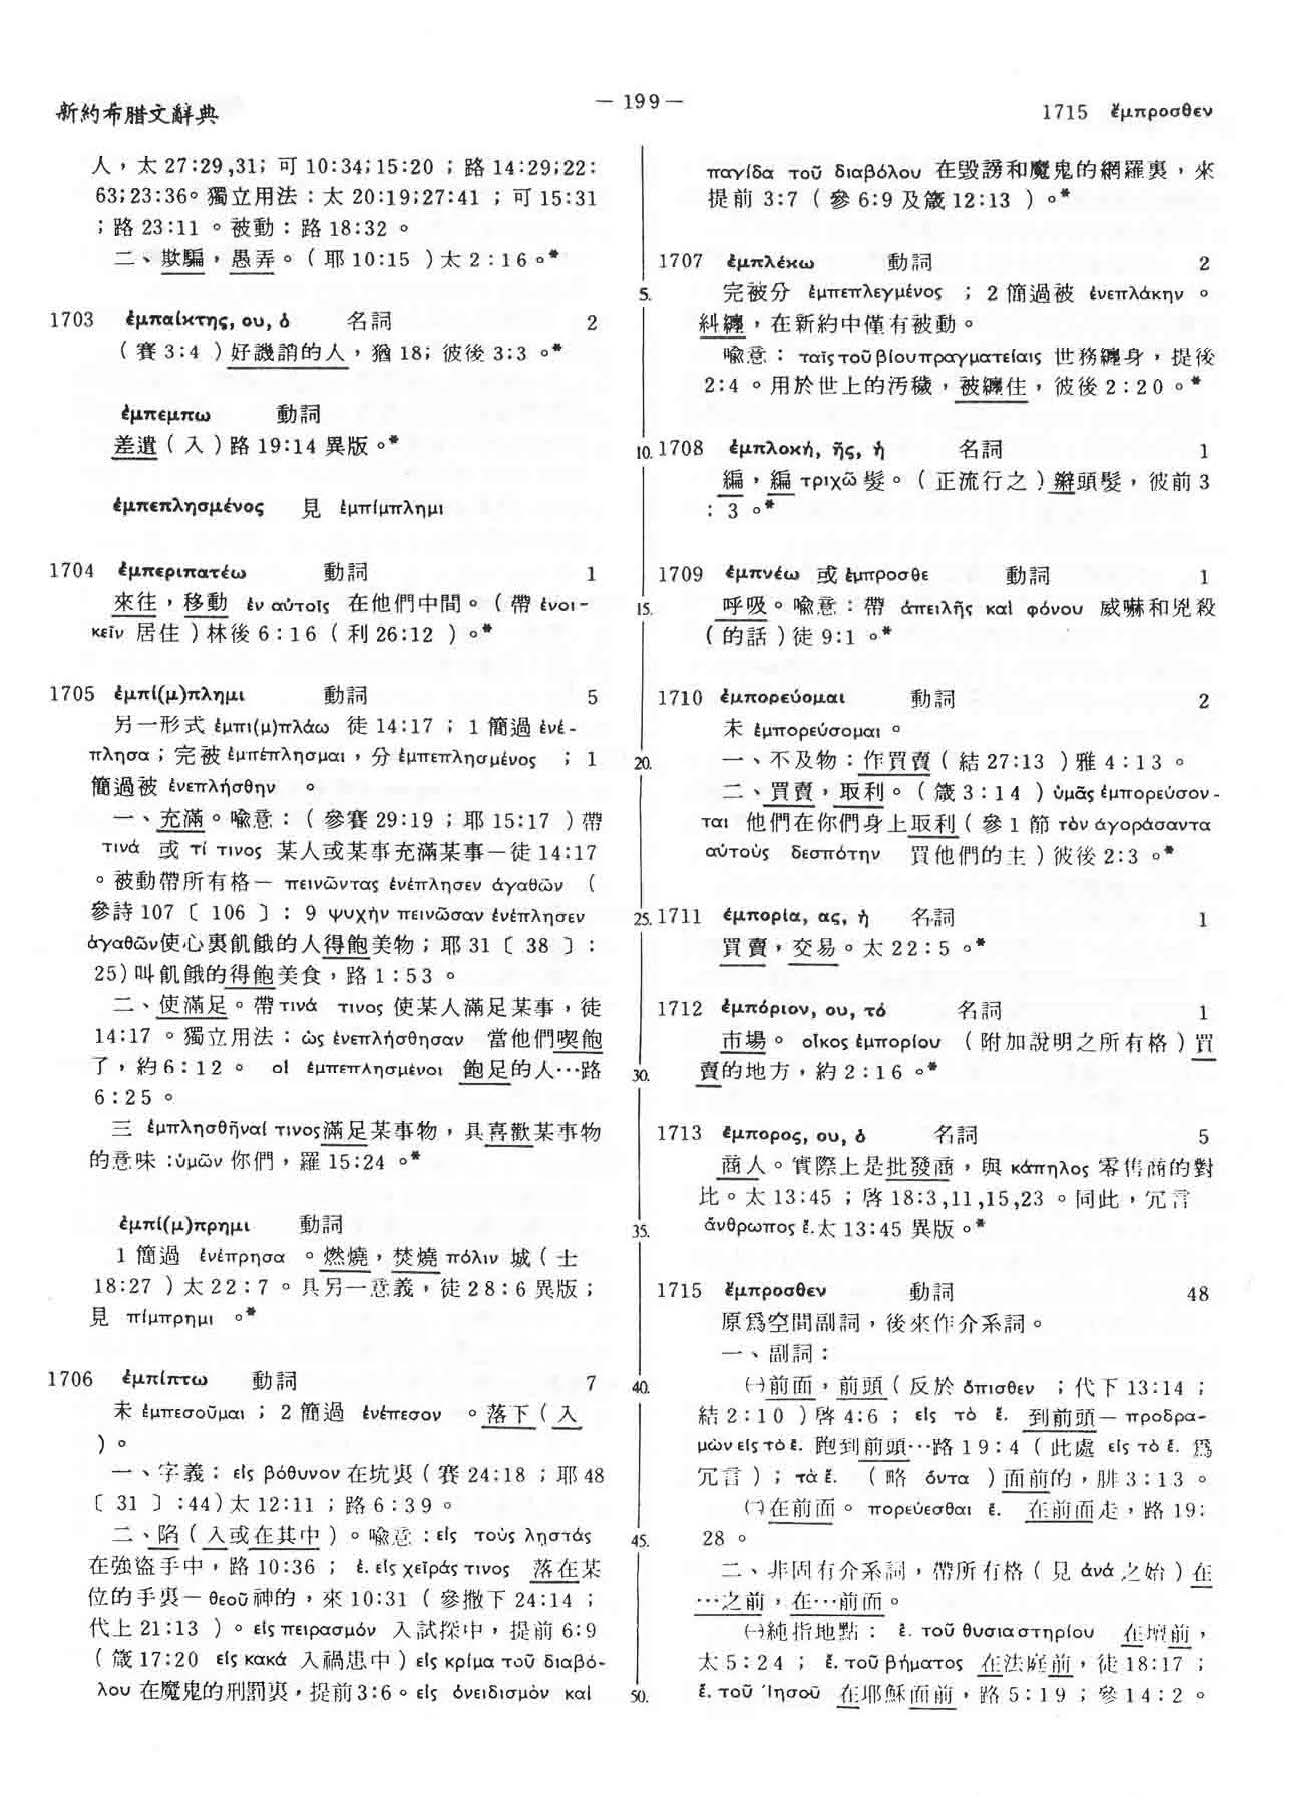 新約希腊文辭典
— 199 —
1715 ἔμπροσθεν
人，太 27:29,31; 可 10:34;15:20 ；路 14:29;22:
63;23:36。獨立用法：太 20:19;27:41 ；可 15:31
；路 23:11 。被動：路 18:32 。
二、欺騙，愚弄。（耶 10:15 ）太 2:16。*
1703 ἐμπαίκτης, ου, ὁ 名詞 2
（賽 3:4 ）好譏誚的人，猶 18; 彼後 3:3 。*
ἐμπεμπω 動詞
差遣（入）路 19:14 異版。*
ἐμπεπλησμένος 見 ἐμπίμπλημι
1704 ἐμπεριπατέω 動詞 1
來往，移動 ἐν αὐτοῖς 在他們中間。（帶 ἐνοι-
κεῖν 居住）林後 6:16（利 26:12 ）。*
1705 ἐμπί(μ)πλημι 動詞 5
另一形式 ἐμπι(μ)πλάω 徒 14:17 ；1 簡過 ἐνέ-
πλησα；完被 ἐμπέπλησμαι，分 ἐμπεπλησμένος ；1
簡過被 ἐνεπλήσθην 。
一、充滿。喩意：（參賽 29:19 ；耶 15:17 ）帶
τινά 或 τί τινος 某人或某事充滿某事—徒 14:17
。被動帶所有格— πεινῶντας ἐνέπλησεν ἀγαθῶν （
參詩 107〔 106 〕: 9 ψυχὴν πεινῶσαν ἐνέπλησεν
ἀγαθῶν使心裏飢餓的人得飽美物；耶 31〔 38 〕:
25)叫飢餓的得飽美食，路 1:53 。
二、使滿足。帶 τινά τινος 使某人滿足某事，徒
14:17 。獨立用法：ὡς ἐνεπλήσθησαν 當他們喫飽
了，約 6:12 。 οἱ ἐμπεπλησμένοι 飽足的人…路
6:25 。
三 ἐμπλησθῆναί τινος滿足某事物，具喜歡某事物
的意味 :ὑμῶν 你們，羅 15:24 。*
ἐμπί(μ)πρημι 動詞
1 簡過 ἐνέπρησα 。燃燒，焚燒 πόλιν 城（士
18:27 ）太 22:7 。具另一意義，徒 28:6 異版；
見 πίμπρημι 。*
1706 ἐμπίπτω 動詞 7
未 ἐμπεσοῦμαι ；2 簡過 ἐνέπεσον 。落下（入
）。
一、字義：εἰς βόθυνον 在坑裏（賽 24:18 ；耶 48
〔 31 〕:44)太 12:11 ；路 6:39 。
二、陷（入或在其中）。喩意 : εἰς τοὺς λῃστάς
在強盜手中，路 10:36 ； ἐ. εἰς χεῖράς τινος 落在某
位的手裏— θεοῦ 神的，來 10:31（參撒下 24:14 ；
代上 21:13 ）。εἰς πειρασμόν 入試探中，提前 6:9
（箴 17:20 εἰς κακά 入禍患中）εἰς κρίμα τοῦ διαβό-
λου 在魔鬼的刑罰裏，提前3:6。εἰς ὀνειδισμὸν καὶ
5.
10.
15.
20.
25.
30.
35.
40.
45.
50.
παγίδα τοῦ διαβόλου 在毀謗和魔鬼的網羅裏，來
提前 3:7（參 6:9 及箴 12:13 ）。*
1707 ἐμπλέκω 動詞 2
完被分 ἐμπεπλεγμένος ；2 簡過被 ἐνεπλάκην 。
糾纏，在新約中僅有被動。
喩意：ταῖς τοῦ βίου πραγματείαις 世務纏身，提後
2:4 。用於世上的汚穢，被纏住，彼後 2:20 。*
1708 ἐμπλοκή, ῆς, ἡ 名詞 1
編，編 τριχῶ 髮。（正流行之）辮頭髮，彼前 3
: 3 。*
1709 ἐμπνέω 或 ἐμπροσθε 動詞 1
呼吸。喩意：帶 ἀπειλῆς καὶ φόνου 威嚇和兇殺
（的話）徒 9:1 。*
1710 ἐμπορεύομαι 動詞 2
未 ἐμπορεύσομαι 。
一、不及物：作買賣（結 27:13 ）雅 4:13 。
二、買賣，取利。（箴 3:14 ）ὑμᾶς ἐμπορεύσον-
ται 他們在你們身上取利（參 1 節 τὸν ἀγοράσαντα
αὐτοὺς δεσπότην 買他們的主）彼後 2:3 。*
1711 ἐμπορία, ας, ἡ 名詞 1
買賣，交易。太 22:5 。*
1712 ἐμπόριον, ου, τό 名詞 1
市場。 οἶκος ἐμπορίου （附加說明之所有格）買
賣的地方，約 2:16 。*
1713 ἔμπορος, ου, ὁ 名詞 5
商人。實際上是批發商，與 κάπηλος 零售商的對
比。太 13:45 ；啓 18:3,11,15,23 。同此，冗言
ἄνθρωπος ἔ.太 13:45 異版。*
1715 ἔμπροσθεν 動詞 48
原爲空間副詞，後來作介系詞。
一、副詞：
㈠前面，前頭（反於 ὄπισθεν ；代下 13:14 ；
結 2:10 ）啓 4:6 ； εἰς τὸ ἔ. 到前頭— προδρα-
μὼν εἰς τὸ ἔ. 跑到前頭…路 19:4（此處 εἰς τὸ ἔ. 爲
冗言）；τὰ ἔ. （略 ὄντα ）面前的，腓 3:13 。
㈡在前面。 πορεύεσθαι ἔ. 在前面走，路 19:
28 。
二、非固有介系詞，帶所有格（見 ἀνά 之始）在
…之前，在…前面。
㈠純指地點： ἔ. τοῦ θυσιαστηρίου 在壇前，
太 5:24 ； ἔ. τοῦ βήματος 在法庭前，徒 18:17 ；
ἔ. τοῦ Ἰησοῦ 在耶穌面前，路 5:19 ；參 14:2 。